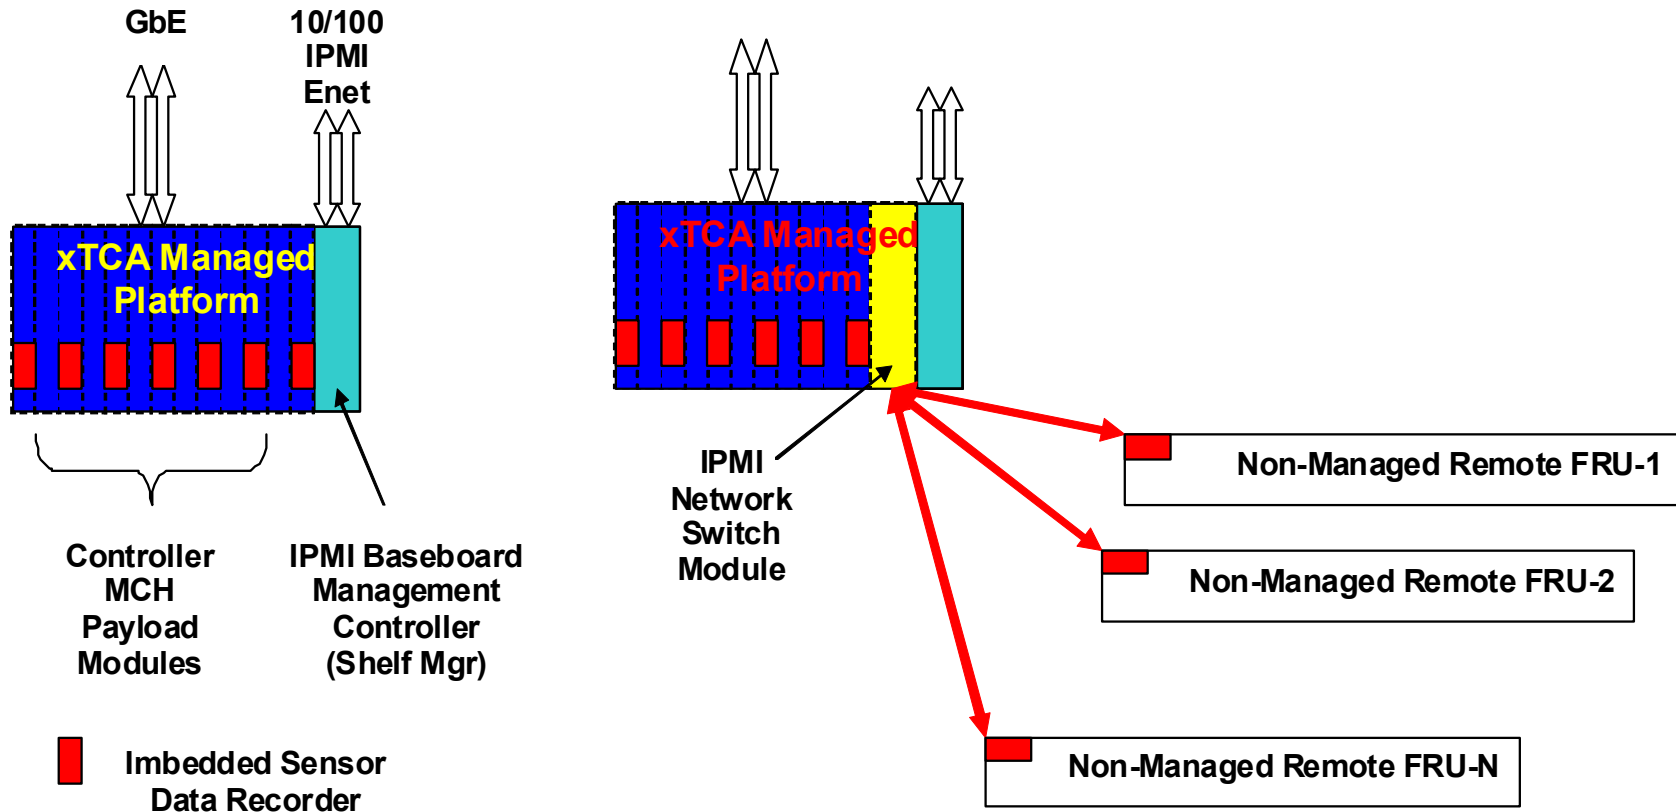 GbE
10/100
IPMI
Enet
xTCA Managed
Platform
Controller
MCH
Payload
Modules
IPMI Baseboard
Management
Controller
(Shelf Mgr)
Imbedded Sensor
Data Recorder
xTCA Managed
Platform
IPMI
Network
Switch
Module
Non-Managed Remote FRU-1
Non-Managed Remote FRU-2
Non-Managed Remote FRU-N